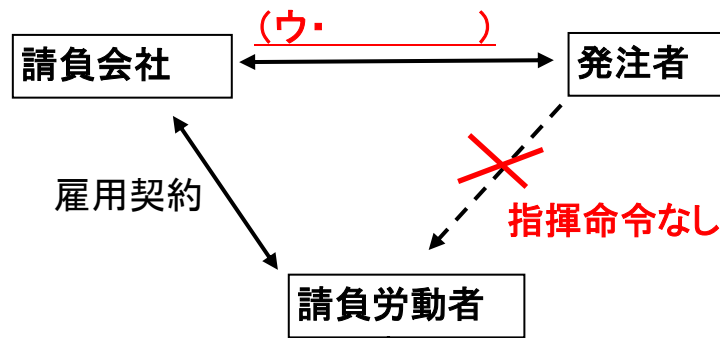 (ウ・ )
請負会社
発注者
雇用契約
指揮命令なし
請負労働者